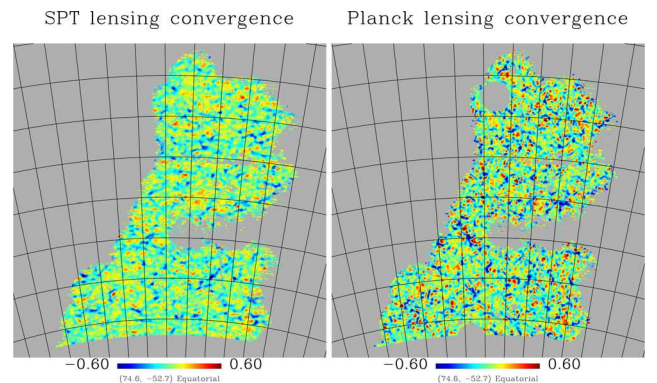 SPT lensing convergence
Planck lensing convergence
−0.60 0.60
(74.6, −52.7) Equatorial
−0.60 0.60
(74.6, −52.7) Equatorial